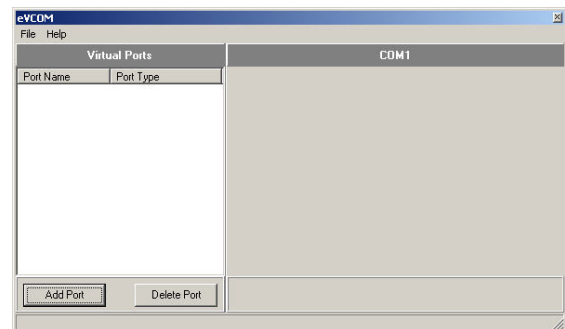 eVCOM
File Help
Virtual Ports
COM1
Port Name Port Type
Add Port Delete Port